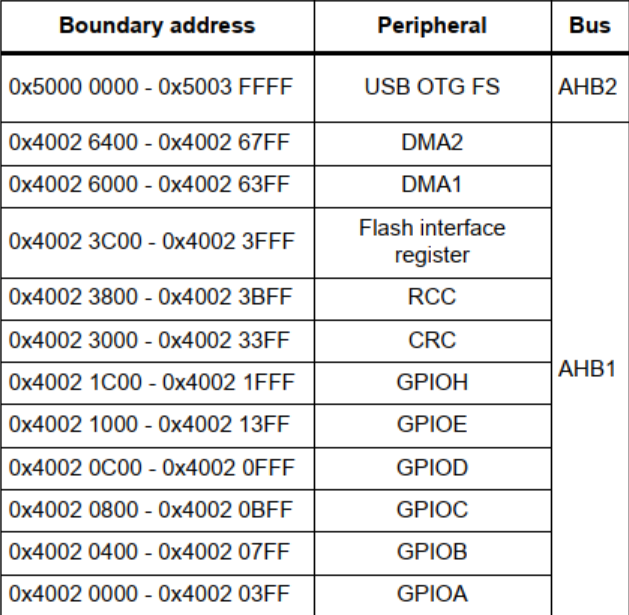 Boundary address Peripheral Bus
0x5000 0000 - 0x5003 FFFF USB OTG FS AHB2
0x4002 6400 - 0x4002 67FF DMA2
0x4002 6000 - 0x4002 63FF DMA1
0x4002 3C00 - 0x4002 3FFF Flash interface
register
0x4002 3800 - 0x4002 3BFF RCC
0x4002 3000 - 0x4002 33FF CRC
AHB1
0x4002 1C00 - 0x4002 1FFF GPIOH
0x4002 1000 - 0x4002 13FF GPIOE
0x4002 0C00 - 0x4002 0FFF GPIOD
0x4002 0800 - 0x4002 0BFF GPIOC
0x4002 0400 - 0x4002 07FF GPIOB
0x4002 0000 - 0x4002 03FF GPIOA